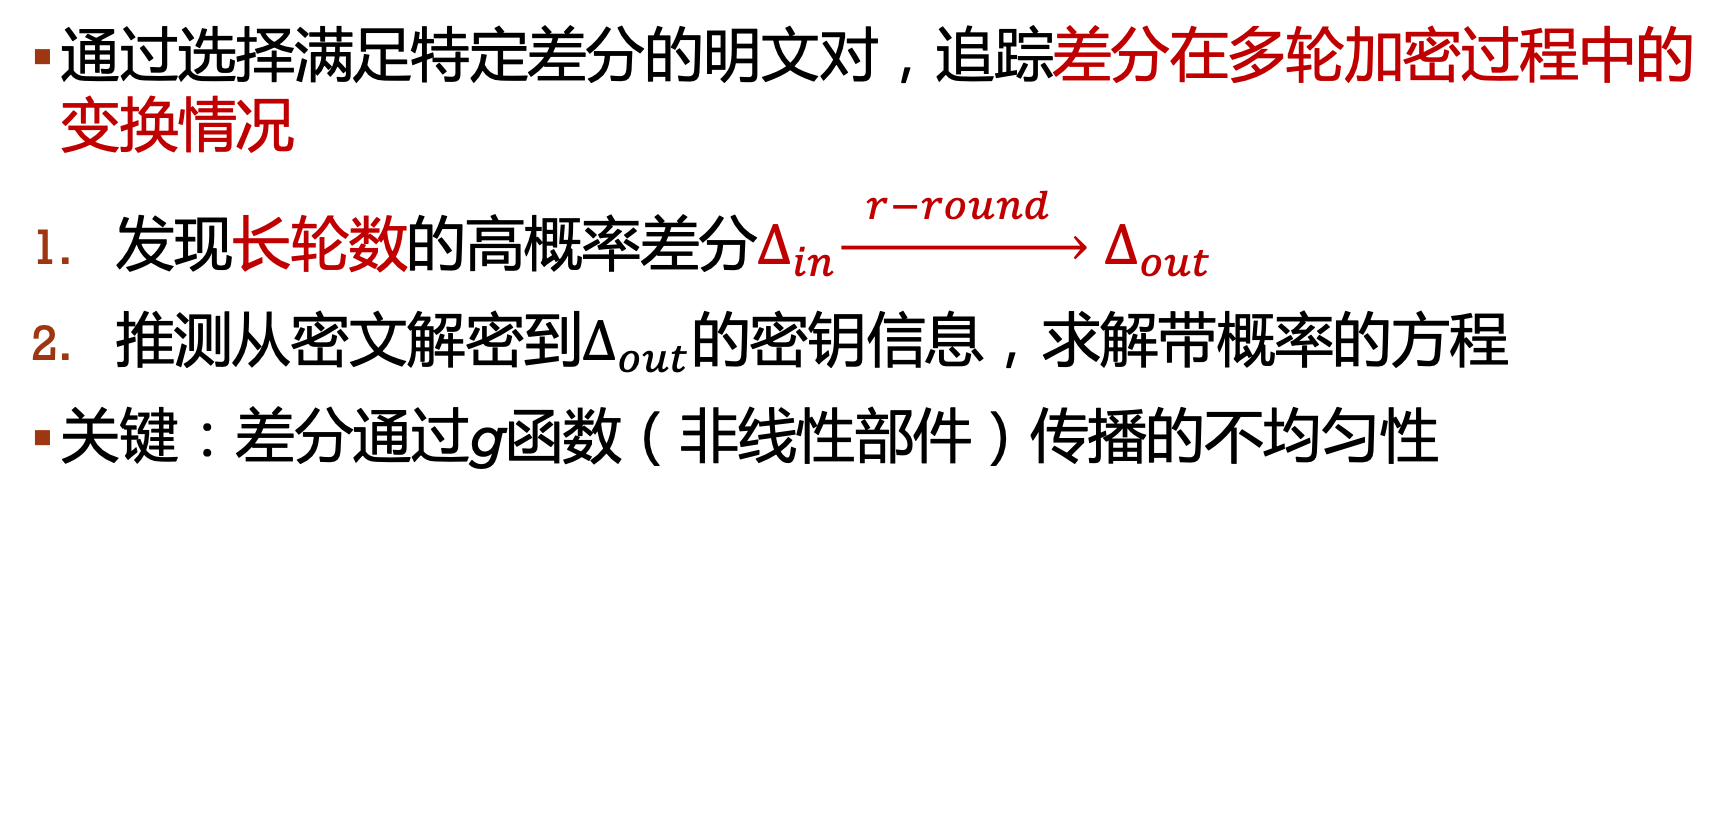 ▪通过选择满足特定差分的明文对，追踪差分在多轮加密过程中的
变换情况
1. 发现长轮数的高概率差分Δ_in \xrightarrow{r-round} Δ_out
2. 推测从密文解密到Δ_out的密钥信息，求解带概率的方程
▪关键：差分通过g函数（非线性部件）传播的不均匀性